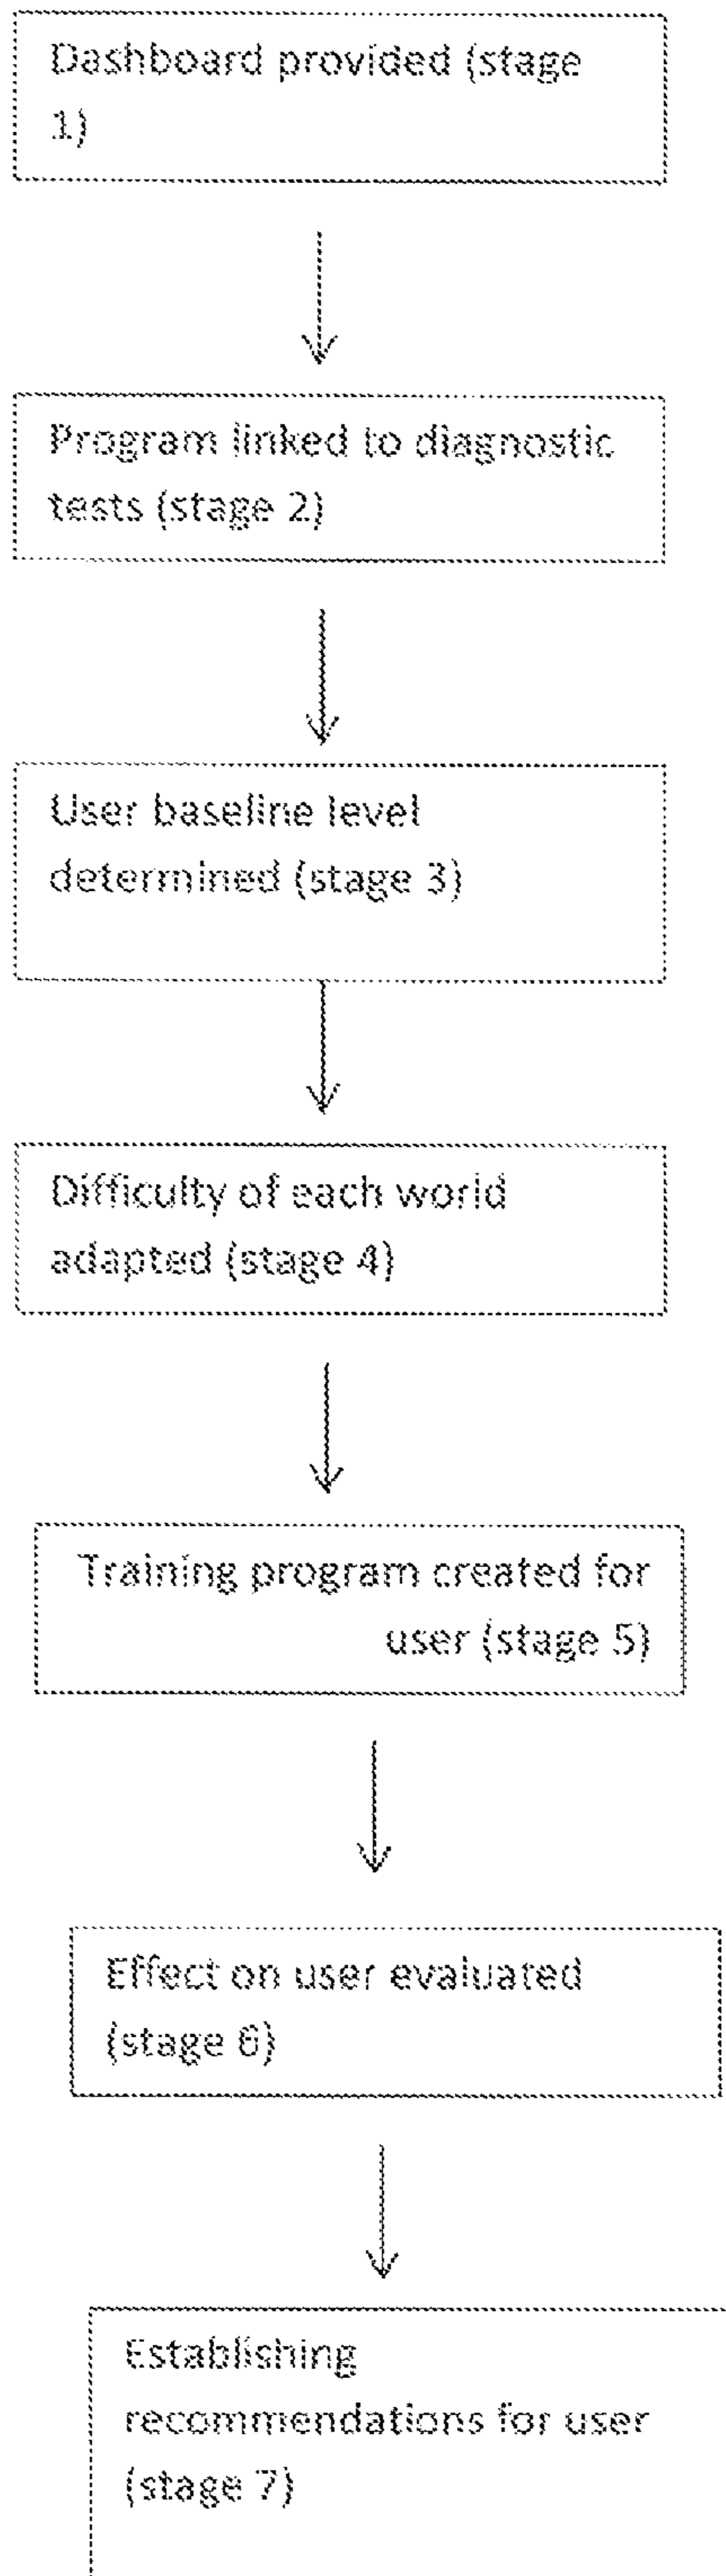 Dashboard provided (stage
1)
Program linked to diagnostic
tests (stage 2)
User baseline level
determined (stage 3)
Difficulty of each world
adapted (stage 4)
Training program created for
user (stage 5)
Effect on user evaluated
(stage 6)
Establishing
recommendations for user
(stage 7)